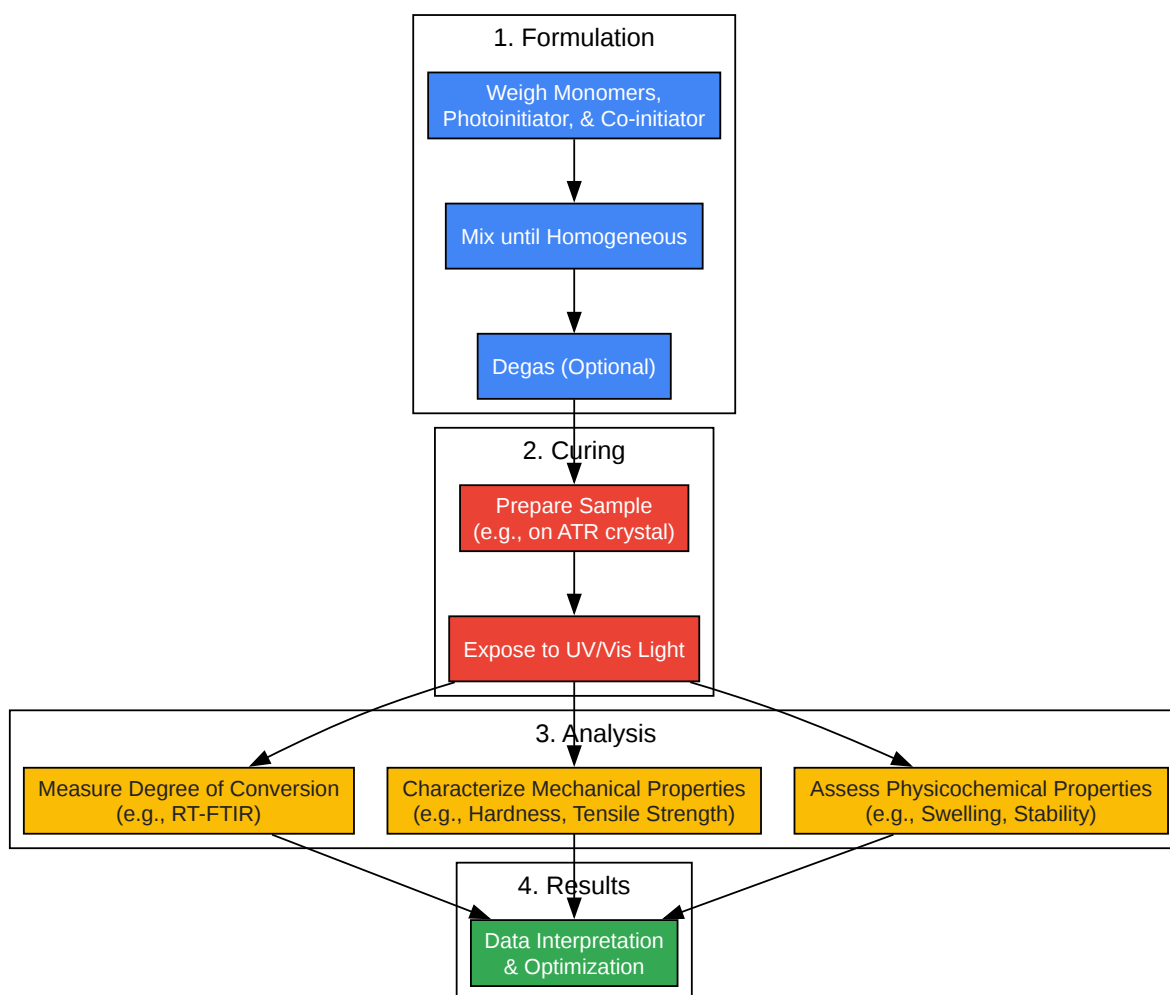 1. Formulation
Weigh Monomers,
Photoinitiator, & Co-initiator
Mix until Homogeneous
Degas (Optional)
2. Curing
Prepare Sample
(e.g., on ATR crystal)
Expose to UV/Vis Light
3. Analysis
Measure Degree of Conversion
(e.g., RT-FTIR)
Characterize Mechanical Properties
(e.g., Hardness, Tensile Strength)
Assess Physicochemical Properties
(e.g., Swelling, Stability)
4. Results
Data Interpretation
& Optimization